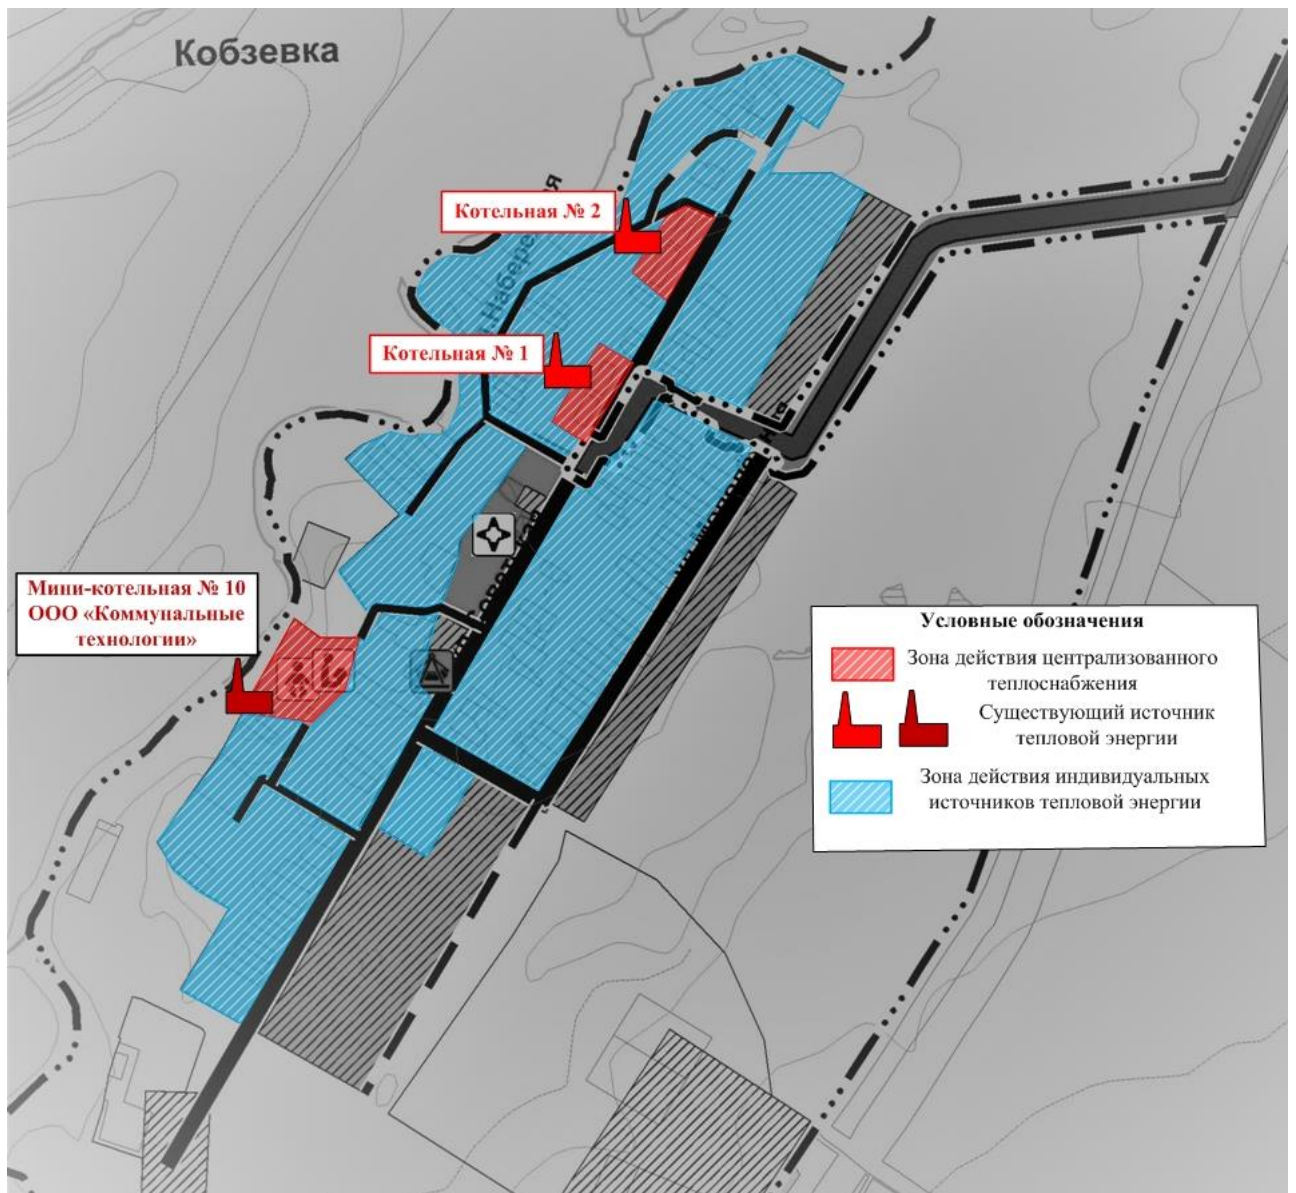 Кобзевка
Котельная № 2
Котельная № 1
Мини-котельная № 10
ООО «Коммунальные
технологии»
Условные обозначения
Зона действия централизованного
теплоснабжения
Существующий источник
тепловой энергии
Зона действия индивидуальных
источников тепловой энергии